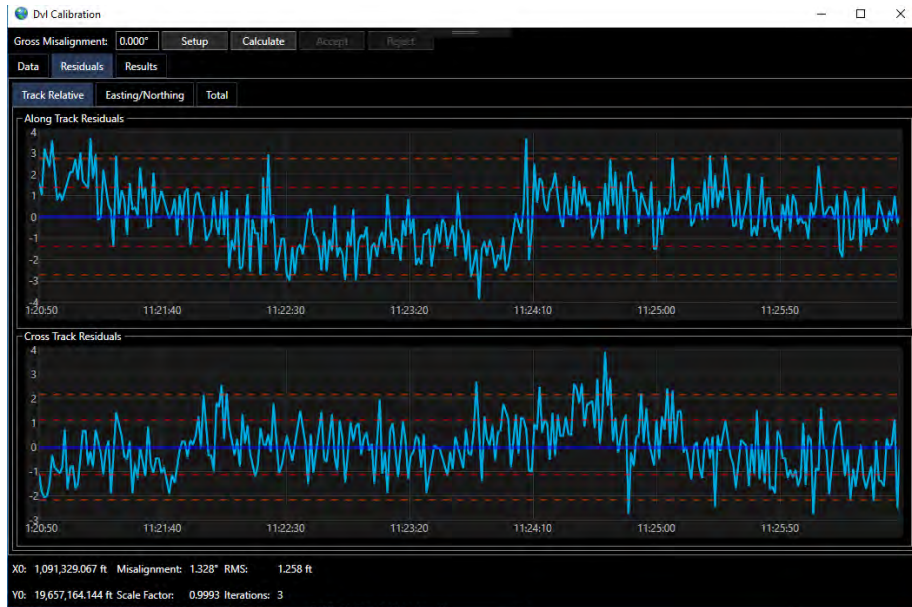 Dvl Calibration
Gross Misalignment: 0.000° Setup Calculate Accept Reject
Data Residuals Results
Track Relative Easting/Northing Total
Along Track Residuals
4
3
2
1
0
-1
-2
-3
-4
1:20:50 11:21:40 11:22:30 11:23:20 11:24:10 11:25:00 11:25:50
Cross Track Residuals
4
3
2
1
0
-1
-2
-3
1:20:50 11:21:40 11:22:30 11:23:20 11:24:10 11:25:00 11:25:50
X0: 1,091,329.067 ft Misalignment: 1.328° RMS: 1.258 ft
Y0: 19,657,164.144 ft Scale Factor: 0.9993 Iterations: 3